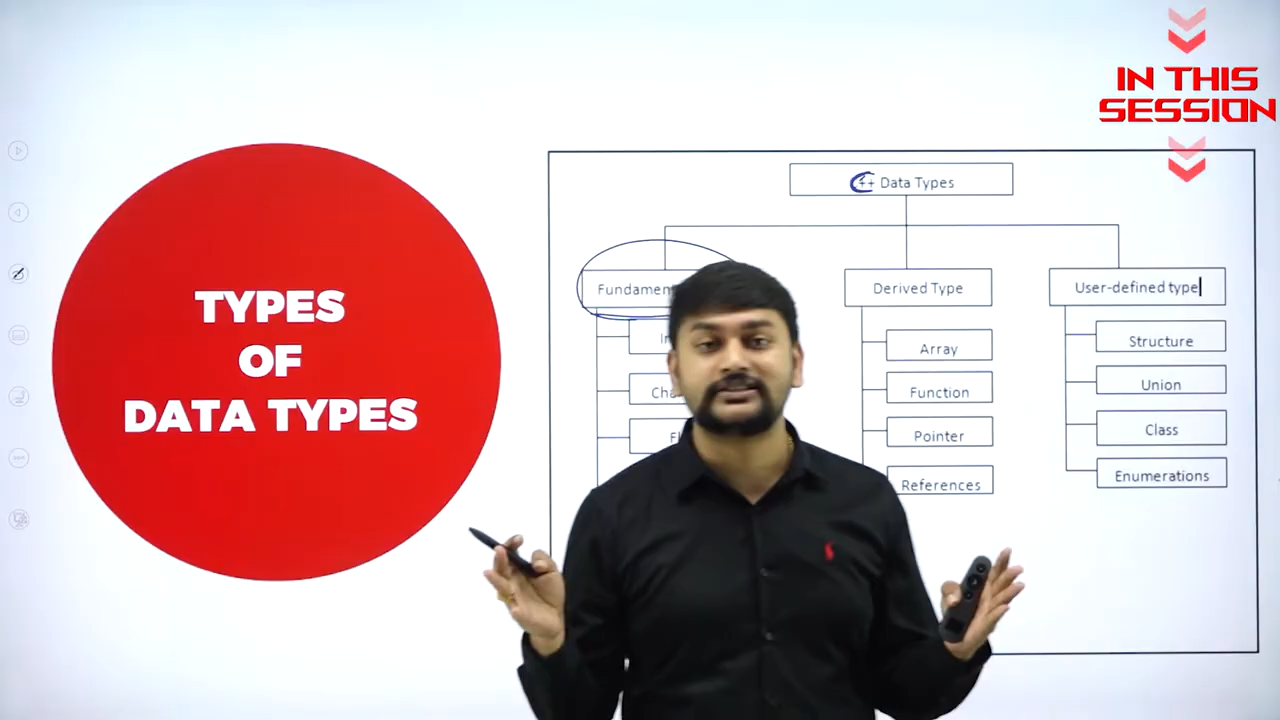 IN THIS
SESSION
TYPES
OF
DATA TYPES
C++ Data Types
Derived Type
User-defined type
Array
Function
Pointer
References
Structure
Union
Class
Enumerations